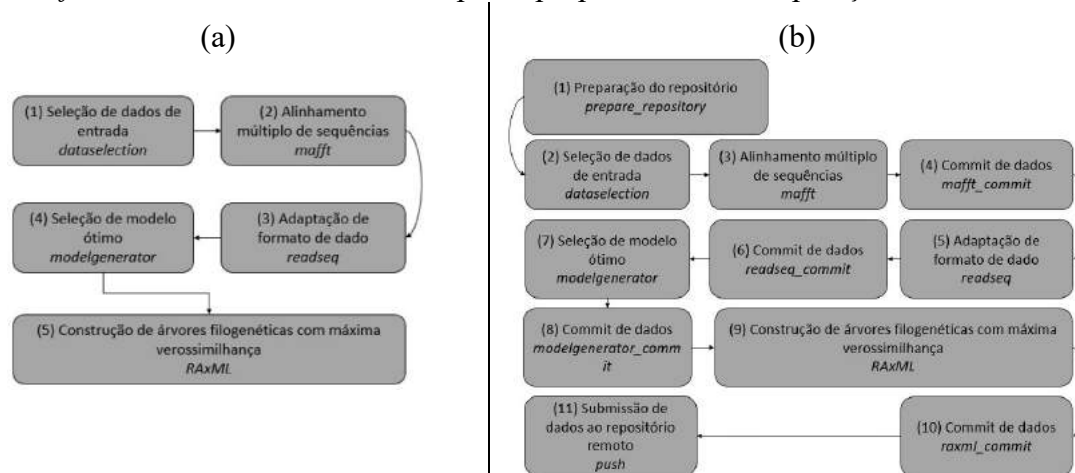 (a)
(1) Seleção de dados de
entrada
dataselection
(2) Alinhamento
múltiplo de sequências
mafft
(4) Seleção de modelo
ótimo
modelgenerator
(3) Adaptação de
formato de dado
readseq
(5) Construção de árvores filogenéticas com máxima
verossimilhança
RAxML
(b)
(1) Preparação do repositório
prepare_repository
(2) Seleção de dados
de entrada
dataselection
(3) Alinhamento múltiplo
de sequências
mafft
(4) Commit de dados
mafft_commit
(7) Seleção de modelo
ótimo
modelgenerator
(6) Commit de dados
readseq_commit
(5) Adaptação de
formato de dado
readseq
(8) Commit de dados
modelgenerator_comm
it
(9) Construção de árvores filogenéticas com máxima
verossimilhança
RAxML
(11) Submissão de
dados ao repositório
remoto
push
(10) Commit de dados
raxml_commit